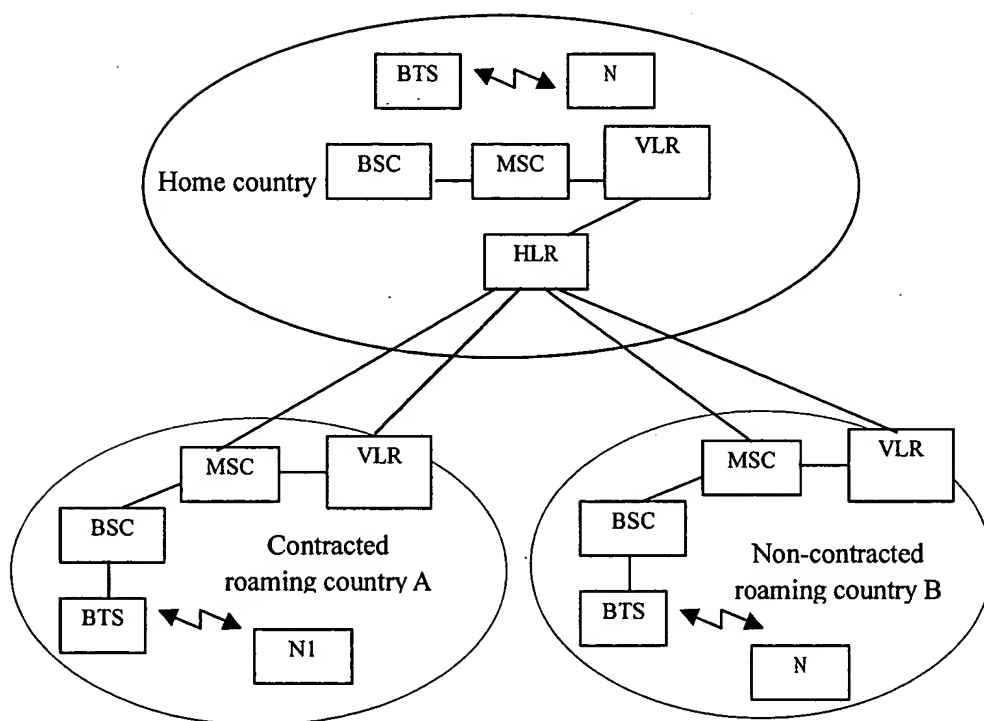 BTS
N
BSC
MSC
VLR
Home country
HLR
MSC
VLR
BSC
Contracted
roaming country A
BTS
N1
MSC
VLR
BSC
Non-contracted
roaming country B
BTS
N